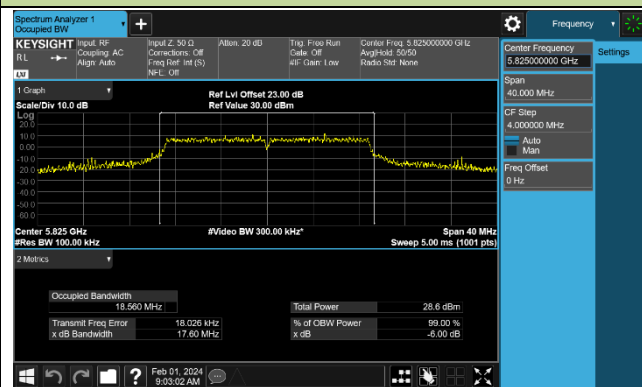 Spectrum Analyzer 1
Occupied BW
+
Frequency
KEYSIGHT
RL
Input: RF
Coupling: AC
Align: Auto
Input Z: 50 Ω
Corrections: Off
Freq Ref: Int (S)
NFE: Off
Atten: 20 dB
Trig: Free Run
Gate: Off
#IF Gain: Low
Center Freq: 5.825000000 GHz
Avg|Hold: 50/50
Radio Std: None
LXI
Center Frequency
5.825000000 GHz
Settings
Span
40.000 MHz
CF Step
4.000000 MHz
Auto
Man
Freq Offset
0 Hz
1 Graph
Scale/Div 10.0 dB
Ref Lvl Offset 23.00 dB
Ref Value 30.00 dBm
Log
20.0
10.0
0.00
-10.0
-20.0
-30.0
-40.0
-50.0
-60.0
Center 5.825 GHz
#Res BW 100.00 kHz
#Video BW 300.00 kHz*
Span 40 MHz
Sweep 5.00 ms (1001 pts)
2 Metrics
Occupied Bandwidth
18.560 MHz
Total Power 28.6 dBm
Transmit Freq Error 18.026 kHz
% of OBW Power 99.00 %
x dB Bandwidth 17.60 MHz
x dB -6.00 dB
?
Feb 01, 2024
9:03:02 AM